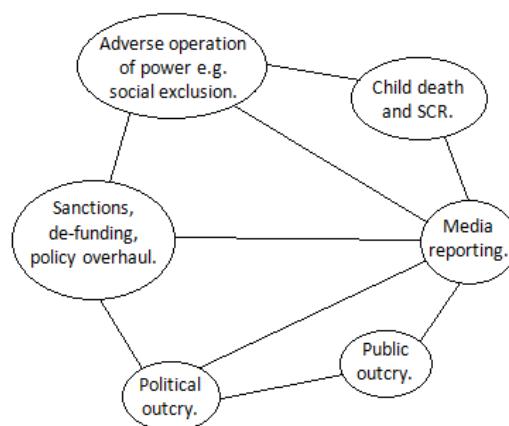 Adverse operation
of power e.g.
social exclusion.
Child death
and SCR.
Sanctions,
de-funding,
policy overhaul.
Media
reporting.
Public
outcry.
Political
outcry.